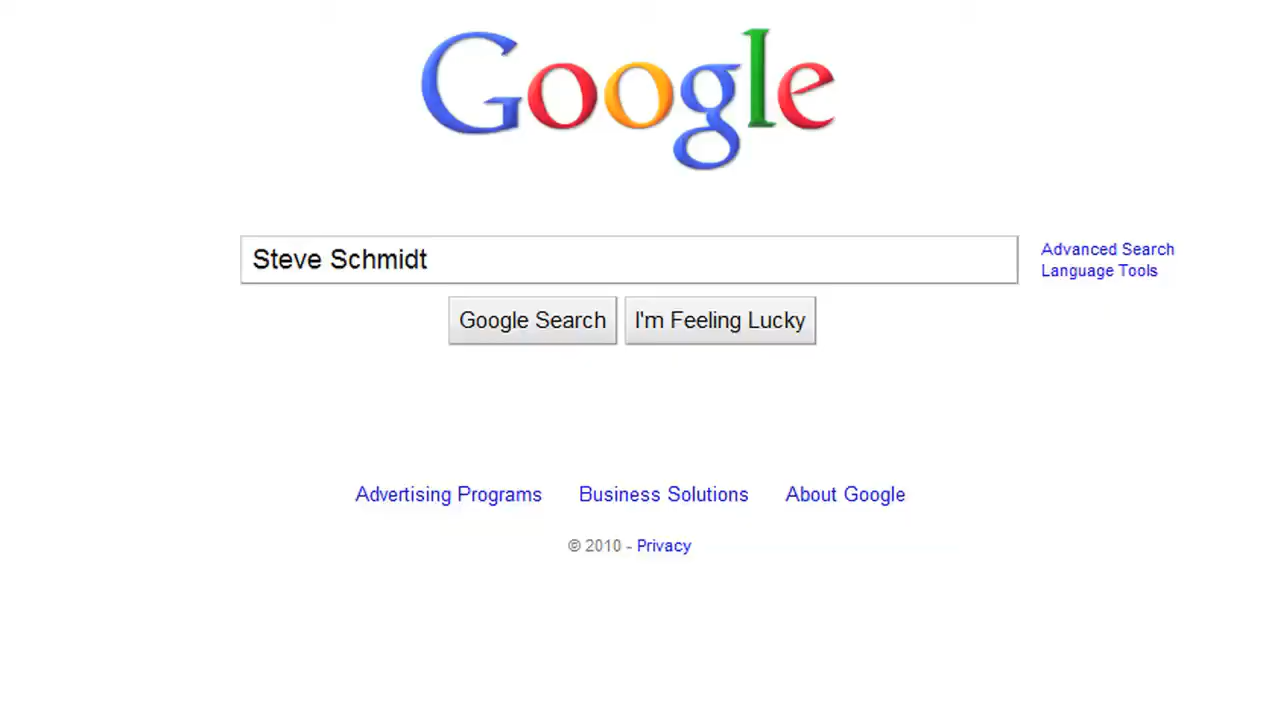 Google
Steve Schmidt
Advanced Search
Language Tools
Google Search I'm Feeling Lucky
Advertising Programs Business Solutions About Google
© 2010 - Privacy